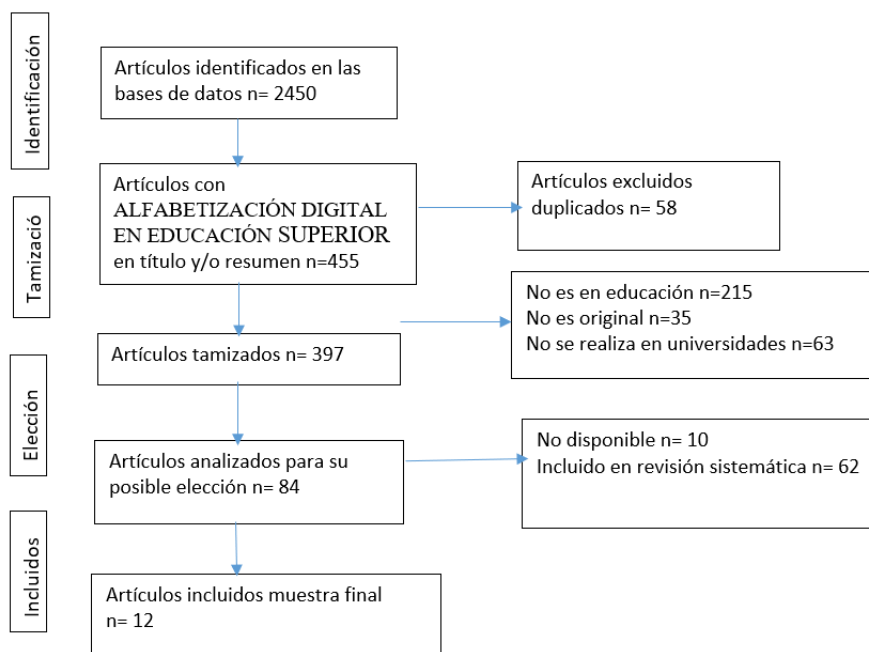 Identificación
Artículos identificados en las
bases de datos n= 2450
Artículos con
ALFABETIZACIÓN DIGITAL
EN EDUCACIÓN SUPERIOR
en título y/o resumen n=455
Artículos excluidos
duplicados n= 58
Tamizació
No es en educación n=215
No es original n=35
No se realiza en universidades n=63
Artículos tamizados n= 397
Elección
Artículos analizados para su
posible elección n= 84
No disponible n= 10
Incluido en revisión sistemática n= 62
Incluidos
Artículos incluidos muestra final
n= 12